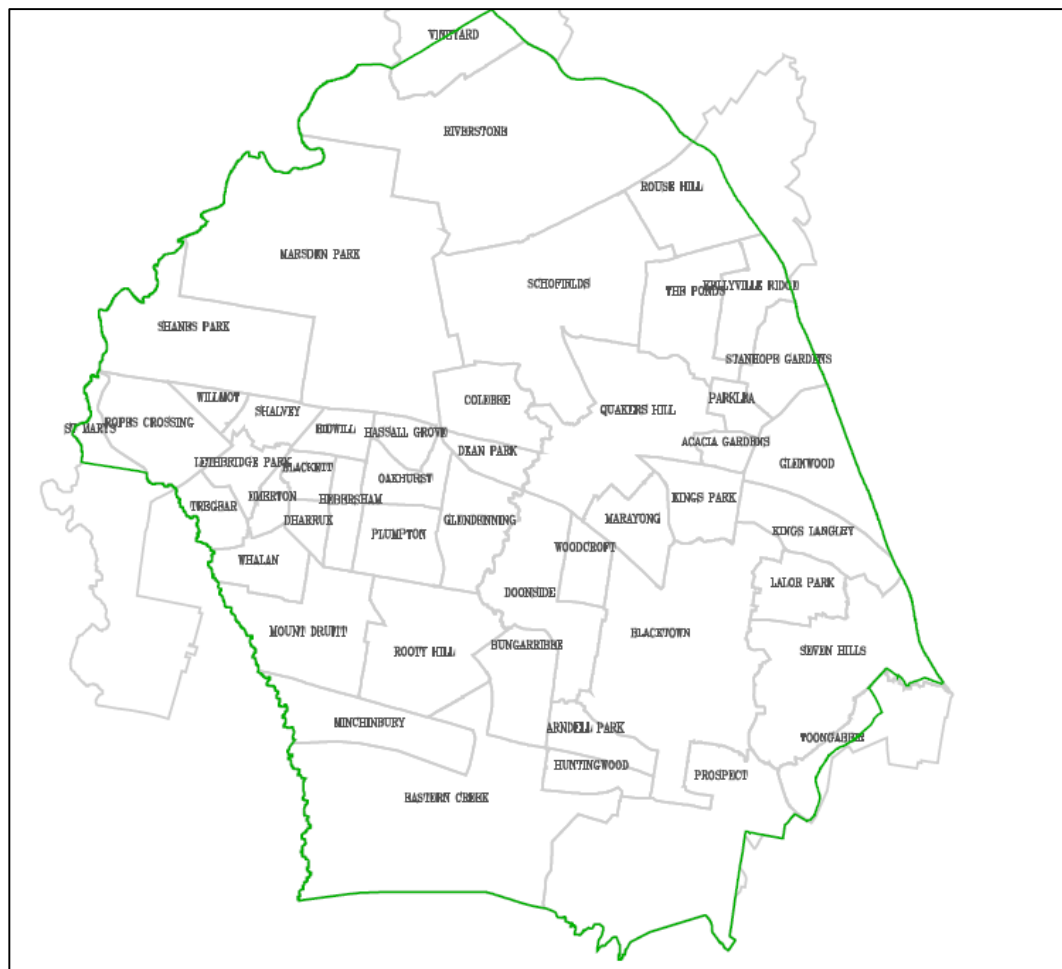 VINEYARD
RIVERSTONE
ROUSE HILL
MARSDEN PARK
SCHOFIELDS
THE PONDS
KELLYVILLE RIDGE
SHANES PARK
STANHOPE GARDENS
WILLMOT
PARKLEA
COLEBEE
SHALVEY
QUAKERS HILL
ROPES CROSSING
ST MARYS
BIDWILL
HASSALL GROVE
ACACIA GARDENS
DEAN PARK
LETHBRIDGE PARK
BLACKETT
GLENWOOD
OAKHURST
EMERTON
HEBERSHAM
KINGS PARK
TREGEAR
DHARRUK
GLENDENNING
MARAYONG
KINGS LANGLEY
PLUMPTON
WOODCROFT
WHALAN
LALOR PARK
DOONSIDE
MOUNT DRUITT
BLACKTOWN
BUNGARRIBEE
ROOTY HILL
SEVEN HILLS
MINCHINBURY
ARNDELL PARK
TOONGABBIE
HUNTINGWOOD
PROSPECT
EASTERN CREEK